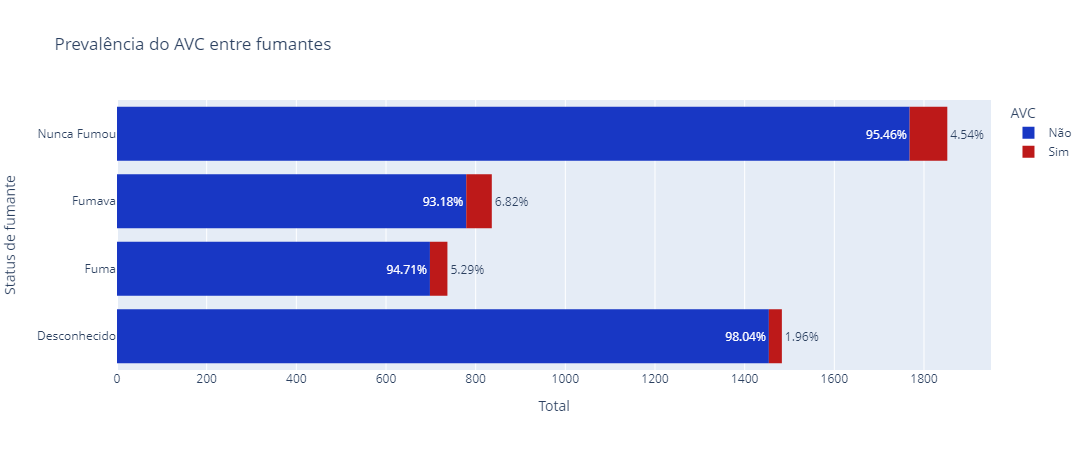 Prevalência do AVC entre fumantes
AVC
Não
Sim
Status de fumante
Nunca Fumou
95.46%
4.54%
Fumava
93.18%
6.82%
Fuma
94.71%
5.29%
Desconhecido
98.04%
1.96%
0
200
400
600
800
1000
1200
1400
1600
1800
Total